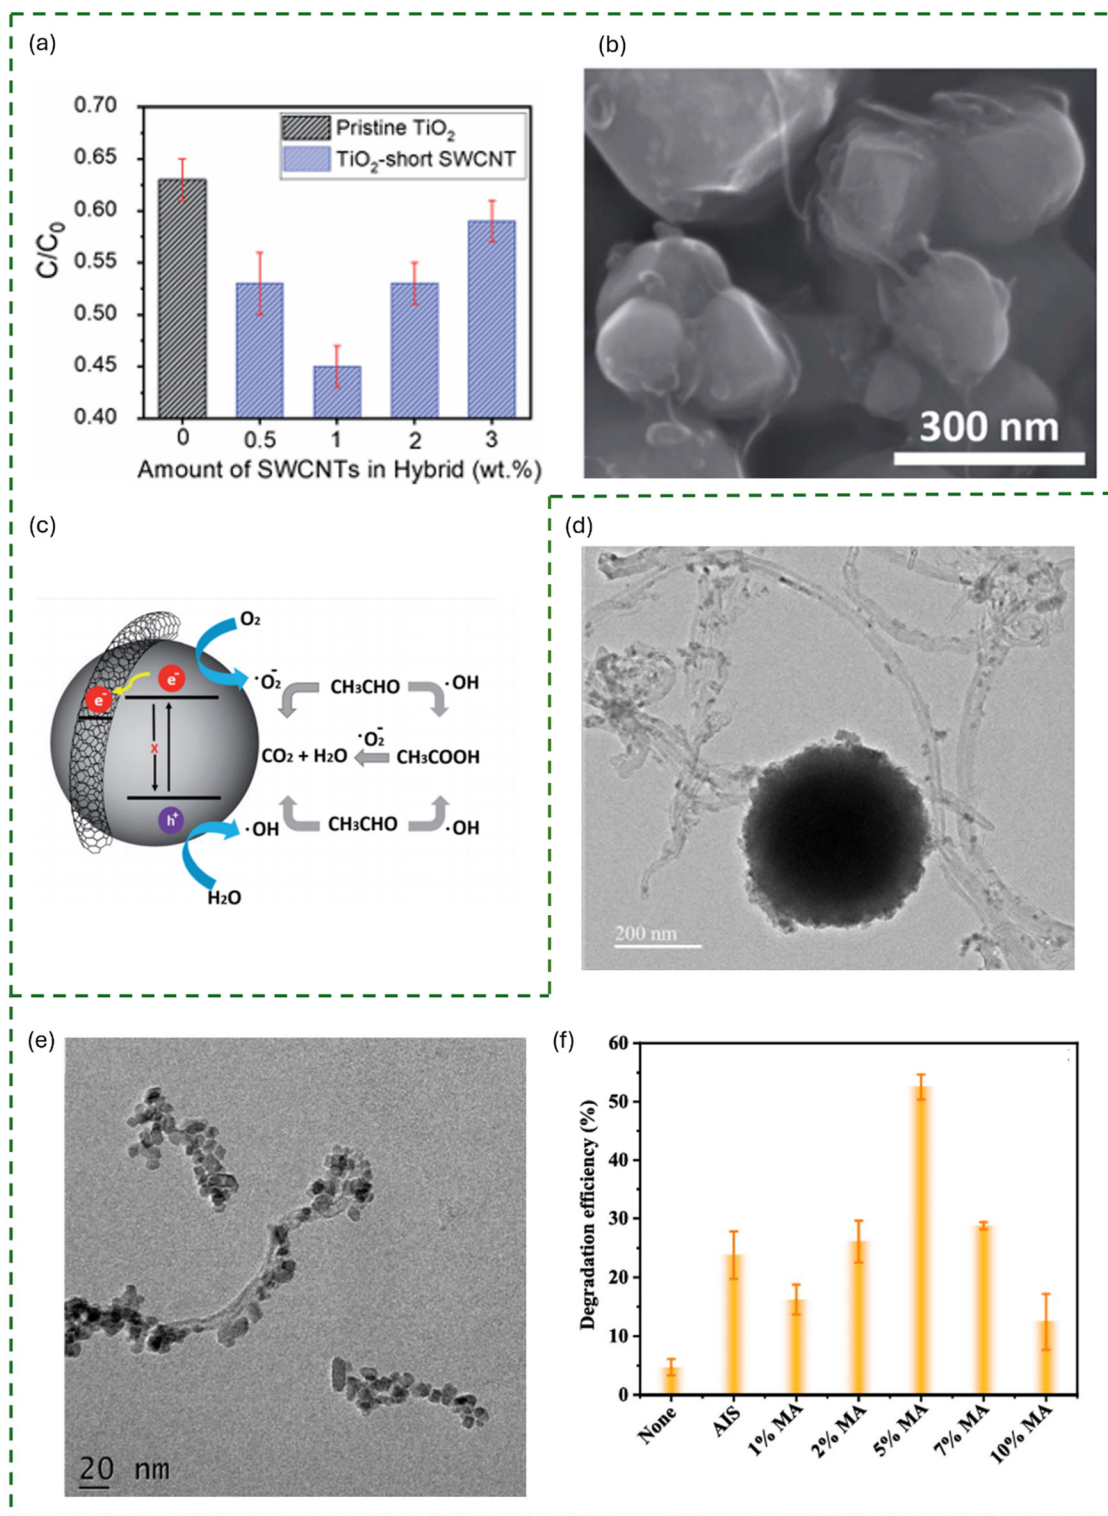 (a)
0.70
0.65
0.60
0.55
0.50
0.45
0.40
C/C₀
Pristine TiO₂
TiO₂-short SWCNT
0 0.5 1 2 3
Amount of SWCNTs in Hybrid (wt.%)
(b)
300 nm
(c)
O₂
e⁻
e⁻
·O₂⁻
CH₃CHO
·OH
x
·O₂⁻
CO₂ + H₂O
CH₃COOH
h⁺
·OH
CH₃CHO
·OH
H₂O
(d)
200 nm
(e)
20 nm
(f)
60
50
40
30
20
10
0
Degradation efficiency (%)
None
AIS
1% MA
2% MA
5% MA
7% MA
10% MA